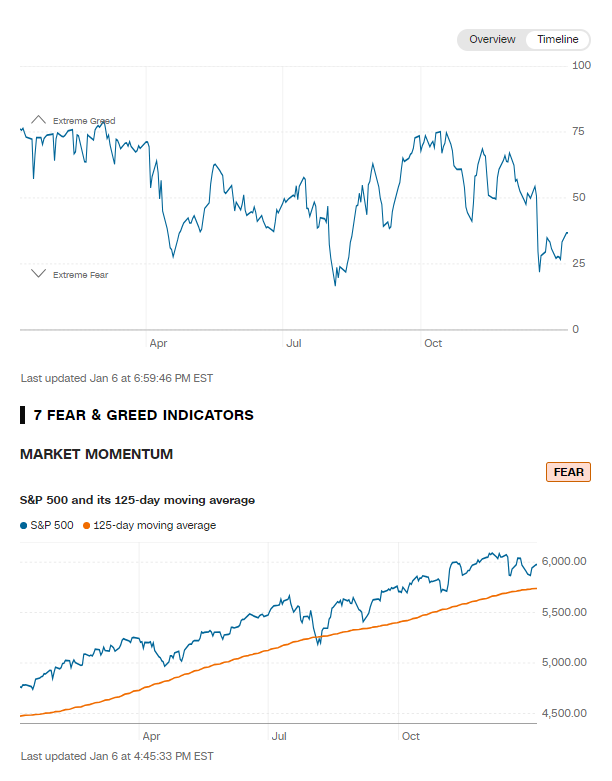 Overview Timeline
100
Extreme Greed
75
50
25
Extreme Fear
0
Apr Jul Oct
Last updated Jan 6 at 6:59:46 PM EST
7 FEAR & GREED INDICATORS
MARKET MOMENTUM
FEAR
S&P 500 and its 125-day moving average
S&P 500 125-day moving average
6,000.00
5,500.00
5,000.00
4,500.00
Apr Jul Oct
Last updated Jan 6 at 4:45:33 PM EST